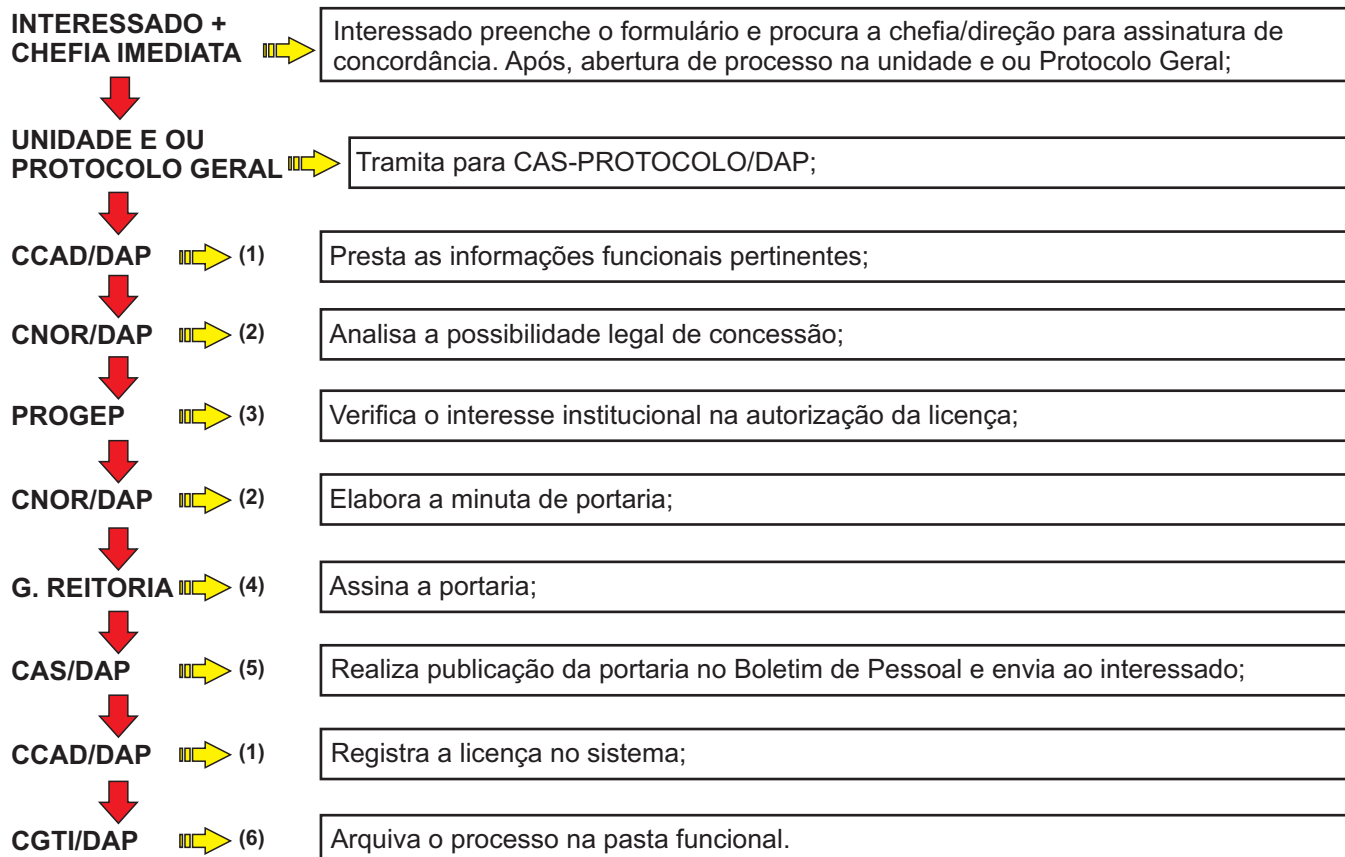 INTERESSADO +
CHEFIA IMEDIATA
Interessado preenche o formulário e procura a chefia/direção para assinatura de
concordância. Após, abertura de processo na unidade e ou Protocolo Geral;
UNIDADE E OU
PROTOCOLO GERAL
Tramita para CAS-PROTOCOLO/DAP;
CCAD/DAP (1) Presta as informações funcionais pertinentes;
CNOR/DAP (2) Analisa a possibilidade legal de concessão;
PROGEP (3) Verifica o interesse institucional na autorização da licença;
CNOR/DAP (2) Elabora a minuta de portaria;
G. REITORIA (4) Assina a portaria;
CAS/DAP (5) Realiza publicação da portaria no Boletim de Pessoal e envia ao interessado;
CCAD/DAP (1) Registra a licença no sistema;
CGTI/DAP (6) Arquiva o processo na pasta funcional.